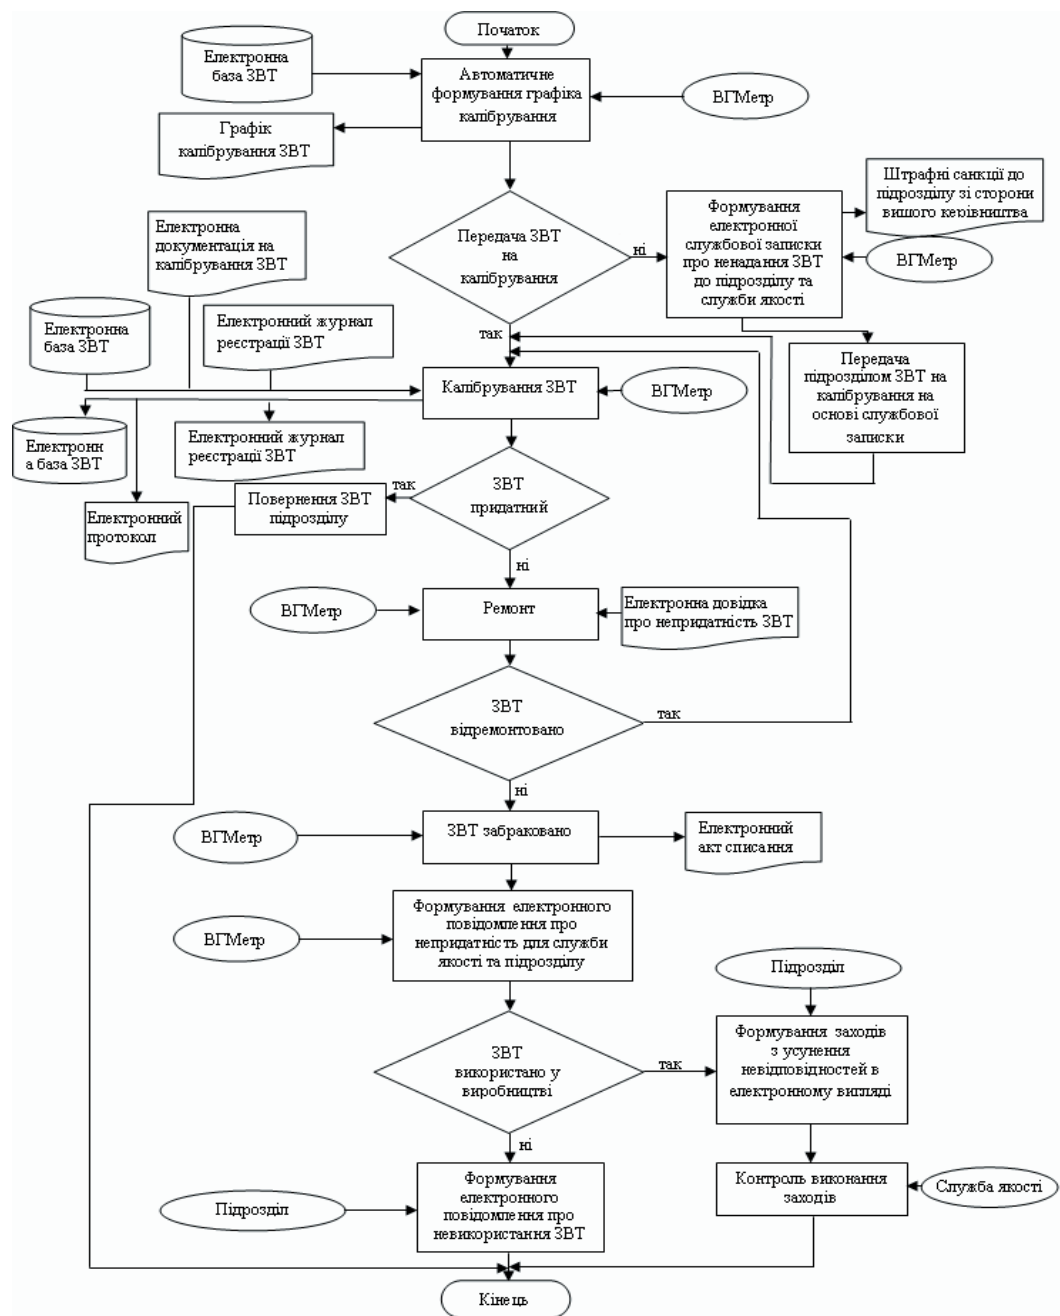 Початок
Електронна
база ЗВТ
Автоматичне
формування графіка
калібрування
ВГМетр
Графік
калібрування ЗВТ
Штрафні санкції до
підрозділу зі сторони
вищого керівництва
Формування
електронної
службової записки
про ненадання ЗВТ
до підрозділу та
служби якості
ВГМетр
Передача ЗВТ
на
калібрування
ні
так
Електронна
документація на
калібрування ЗВТ
Електронна
база ЗВТ
Електронний журнал
реєстрації ЗВТ
Передача
підрозділом ЗВТ на
калібрування на
основі службової
записки
Калібрування ЗВТ
ВГМетр
Електронн
а база ЗВТ
Електронний журнал
реєстрації ЗВТ
Електронний
протокол
Повернення ЗВТ
підрозділу
так
ЗВТ
придатний
ні
ВГМетр
Ремонт
Електронна довідка
про непридатність ЗВТ
ЗВТ
відремонтовано
так
ні
ВГМетр
ЗВТ забраковано
Електронний
акт списання
ВГМетр
Формування електронного
повідомлення про
непридатність для служби
якості та підрозділу
Підрозділ
ЗВТ
використано у
виробництві
так
Формування заходів
з усунення
невідповідностей в
електронному вигляді
ні
Підрозділ
Формування
електронного
повідомлення про
невикористання ЗВТ
Контроль виконання
заходів
Служба якості
Кінець